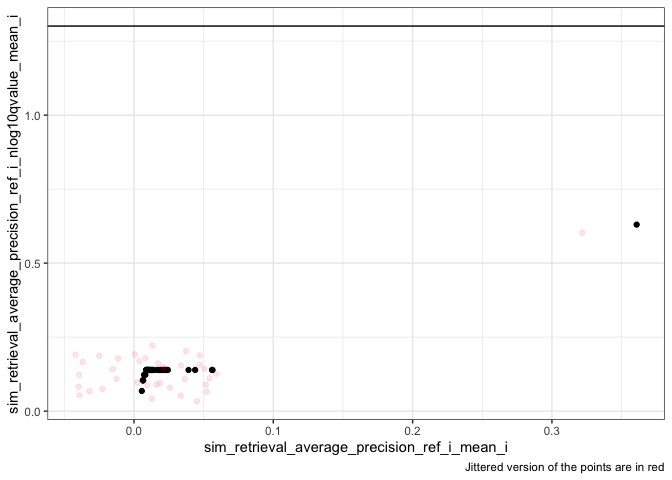 sim_retrieval_average_precision_ref_i_nlog10qvalue_mean_i
1.0
0.5
0.0
0.0
0.1
0.2
0.3
sim_retrieval_average_precision_ref_i_mean_i
Jittered version of the points are in red